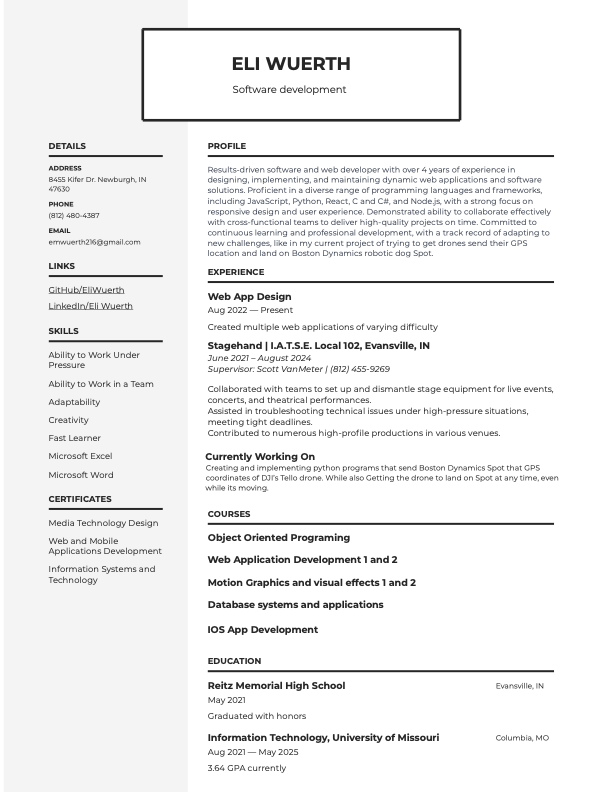 ELI WUERTH
Software development
DETAILS
ADDRESS
8455 Kifer Dr. Newburgh, IN
47630
PHONE
(812) 480-4387
EMAIL
emwuerth216@gmail.com
LINKS
GitHub/EliWuerth
LinkedIn/Eli Wuerth
SKILLS
Ability to Work Under
Pressure
Ability to Work in a Team
Adaptability
Creativity
Fast Learner
Microsoft Excel
Microsoft Word
CERTIFICATES
Media Technology Design
Web and Mobile
Applications Development
Information Systems and
Technology
PROFILE
Results-driven software and web developer with over 4 years of experience in
designing, implementing, and maintaining dynamic web applications and software
solutions. Proficient in a diverse range of programming languages and frameworks,
including JavaScript, Python, React, C and C#, and Node.js, with a strong focus on
responsive design and user experience. Demonstrated ability to collaborate effectively
with cross-functional teams to deliver high-quality projects on time. Committed to
continuous learning and professional development, with a track record of adapting to
new challenges, like in my current project of trying to get drones send their GPS
location and land on Boston Dynamics robotic dog Spot.
EXPERIENCE
Web App Design
Aug 2022 — Present
Created multiple web applications of varying difficulty
Stagehand | I.A.T.S.E. Local 102, Evansville, IN
June 2021 – August 2024
Supervisor: Scott VanMeter | (812) 455-9269
Collaborated with teams to set up and dismantle stage equipment for live events,
concerts, and theatrical performances.
Assisted in troubleshooting technical issues under high-pressure situations,
meeting tight deadlines.
Contributed to numerous high-profile productions in various venues.
Currently Working On
Creating and implementing python programs that send Boston Dynamics Spot that GPS
coordinates of DJI's Tello drone. While also Getting the drone to land on Spot at any time, even
while its moving.
COURSES
Object Oriented Programing
Web Application Development 1 and 2
Motion Graphics and visual effects 1 and 2
Database systems and applications
IOS App Development
EDUCATION
Reitz Memorial High School
Evansville, IN
May 2021
Graduated with honors
Information Technology, University of Missouri
Columbia, MO
Aug 2021 — May 2025
3.64 GPA currently